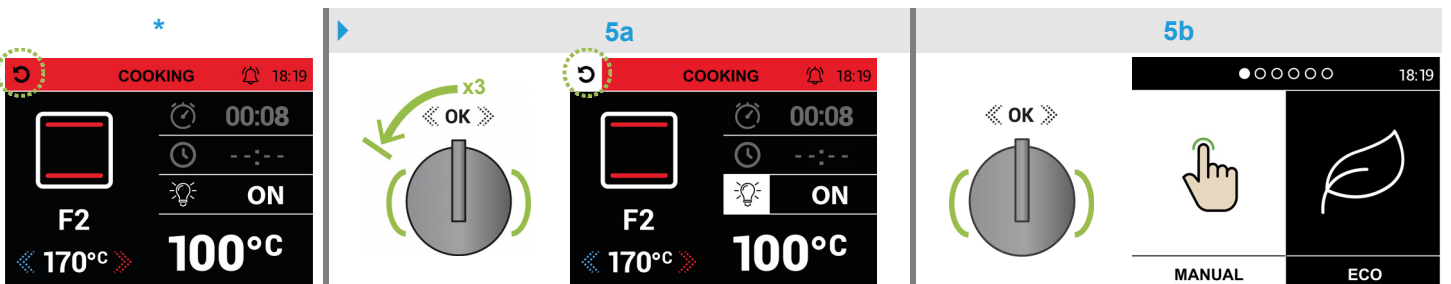 *
COOKING 18:19
00:08
--:--
ON
F2
170°C
100°C
5a
x3
OK
COOKING 18:19
00:08
--:--
ON
F2
170°C
100°C
5b
OK
18:19
MANUAL
ECO